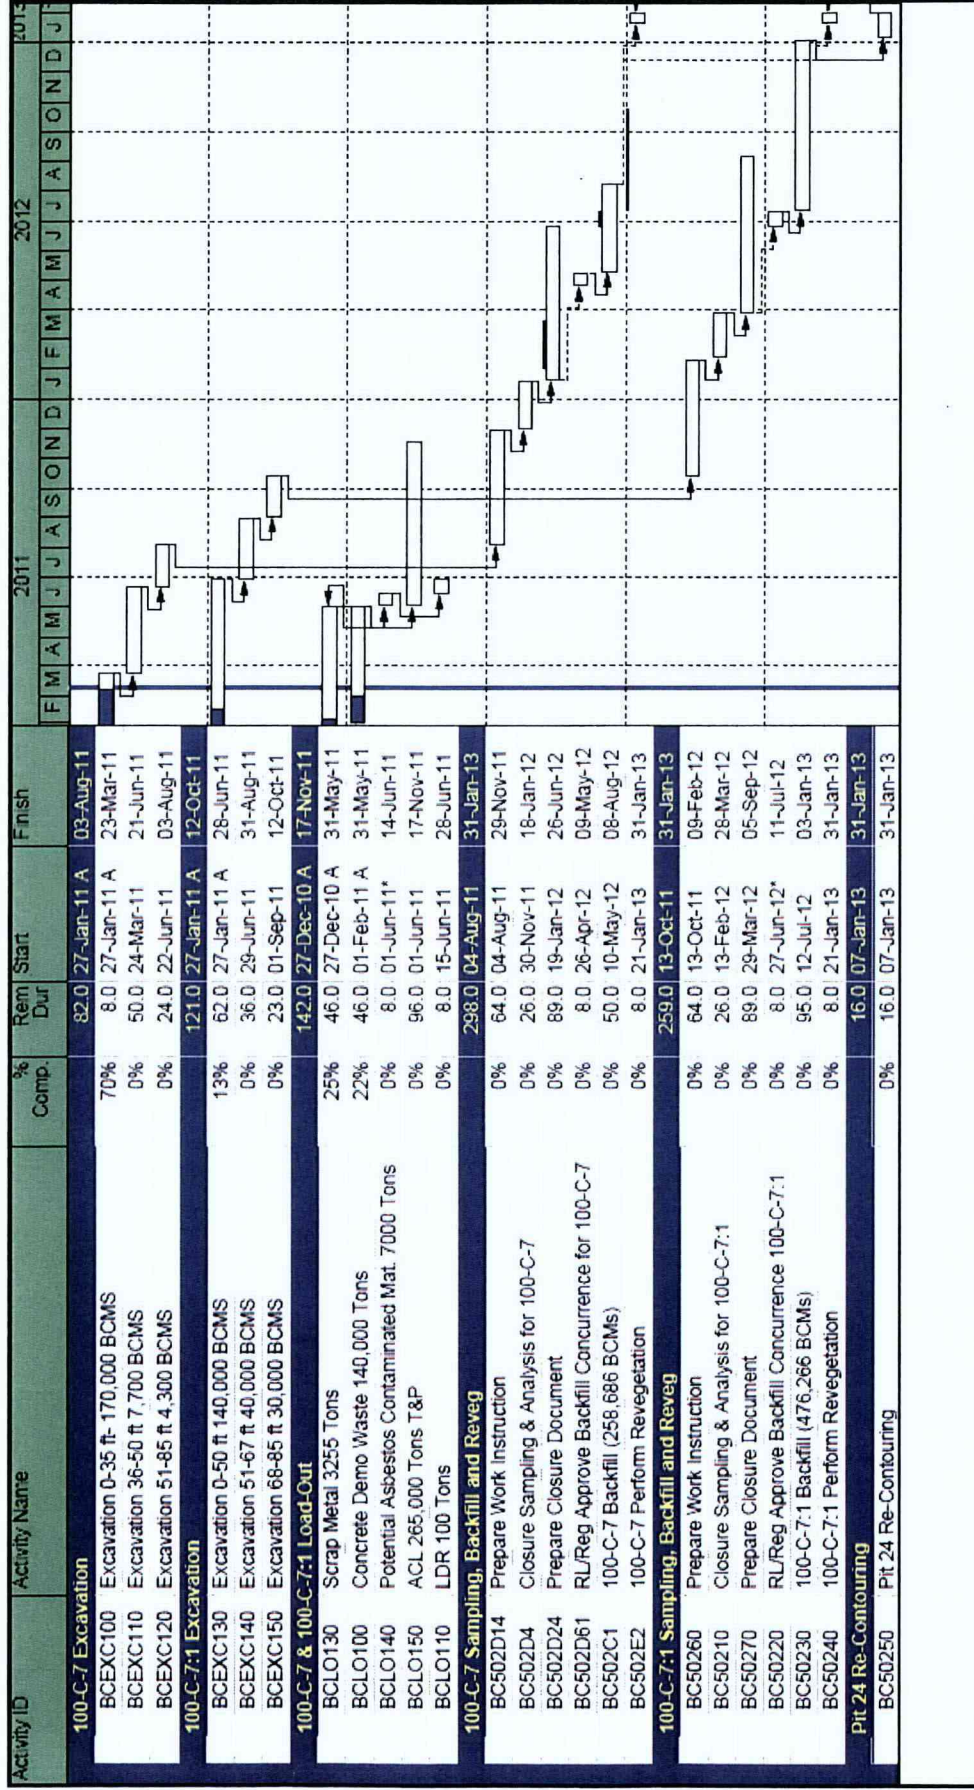 Activity ID Activity Name % Comp. Rem Dur Start Finish 2011 2012 2013
F M A M J J A S O N D J F M A M J J A S O N D J
100-C-7 Excavation 82.0 27-Jan-11 A 03-Aug-11
BCEXC100 Excavation 0-35 ft- 170,000 BCMS 70% 8.0 27-Jan-11 A 23-Mar-11
BCEXC110 Excavation 36-50 ft 7,700 BCMS 0% 50.0 24-Mar-11 21-Jun-11
BCEXC120 Excavation 51-85 ft 4,300 BCMS 0% 24.0 22-Jun-11 03-Aug-11
100-C-7:1 Excavation 121.0 27-Jan-11 A 12-Oct-11
BCEXC130 Excavation 0-50 ft 140,000 BCMS 13% 62.0 27-Jan-11 A 28-Jun-11
BCEXC140 Excavation 51-67 ft 40,000 BCMS 0% 36.0 29-Jun-11 31-Aug-11
BCEXC150 Excavation 68-85 ft 30,000 BCMS 0% 23.0 01-Sep-11 12-Oct-11
100-C-7 & 100-C-7:1 Load-Out 142.0 27-Dec-10 A 17-Nov-11
BCLO130 Scrap Metal 3255 Tons 25% 46.0 27-Dec-10 A 31-May-11
BCLO100 Concrete Demo Waste 140,000 Tons 22% 46.0 01-Feb-11 A 31-May-11
BCLO140 Potential Asbestos Contaminated Mat. 7000 Tons 0% 8.0 01-Jun-11* 14-Jun-11
BCLO150 ACL 265,000 Tons T&P 0% 96.0 01-Jun-11 17-Nov-11
BCLO110 LDR 100 Tons 0% 8.0 15-Jun-11 28-Jun-11
100-C-7 Sampling, Backfill and Reveg 298.0 04-Aug-11 31-Jan-13
BC502D14 Prepare Work Instruction 0% 64.0 04-Aug-11 29-Nov-11
BC502D4 Closure Sampling & Analysis for 100-C-7 0% 26.0 30-Nov-11 18-Jan-12
BC502D24 Prepare Closure Document 0% 89.0 19-Jan-12 26-Jun-12
BC502D61 RL/Reg Approve Backfill Concurrence for 100-C-7 0% 8.0 26-Apr-12 09-May-12
BC502C1 100-C-7 Backfill (258,686 BCMs) 0% 50.0 10-May-12 08-Aug-12
BC502E2 100-C-7 Perform Revegetation 0% 8.0 21-Jan-13 31-Jan-13
100-C-7:1 Sampling, Backfill and Reveg 259.0 13-Oct-11 31-Jan-13
BC50260 Prepare Work Instruction 0% 64.0 13-Oct-11 09-Feb-12
BC50210 Closure Sampling & Analysis for 100-C-7:1 0% 26.0 13-Feb-12 28-Mar-12
BC50270 Prepare Closure Document 0% 89.0 29-Mar-12 05-Sep-12
BC50220 RL/Reg Approve Backfill Concurrence 100-C-7:1 0% 8.0 27-Jun-12* 11-Jul-12
BC50230 100-C-7:1 Backfill (476,266 BCMs) 0% 95.0 12-Jul-12 03-Jan-13
BC50240 100-C-7:1 Perform Revegetation 0% 8.0 21-Jan-13 31-Jan-13
Pit 24 Re-Contouring 16.0 07-Jan-13 31-Jan-13
BC50250 Pit 24 Re-Contouring 0% 16.0 07-Jan-13 31-Jan-13